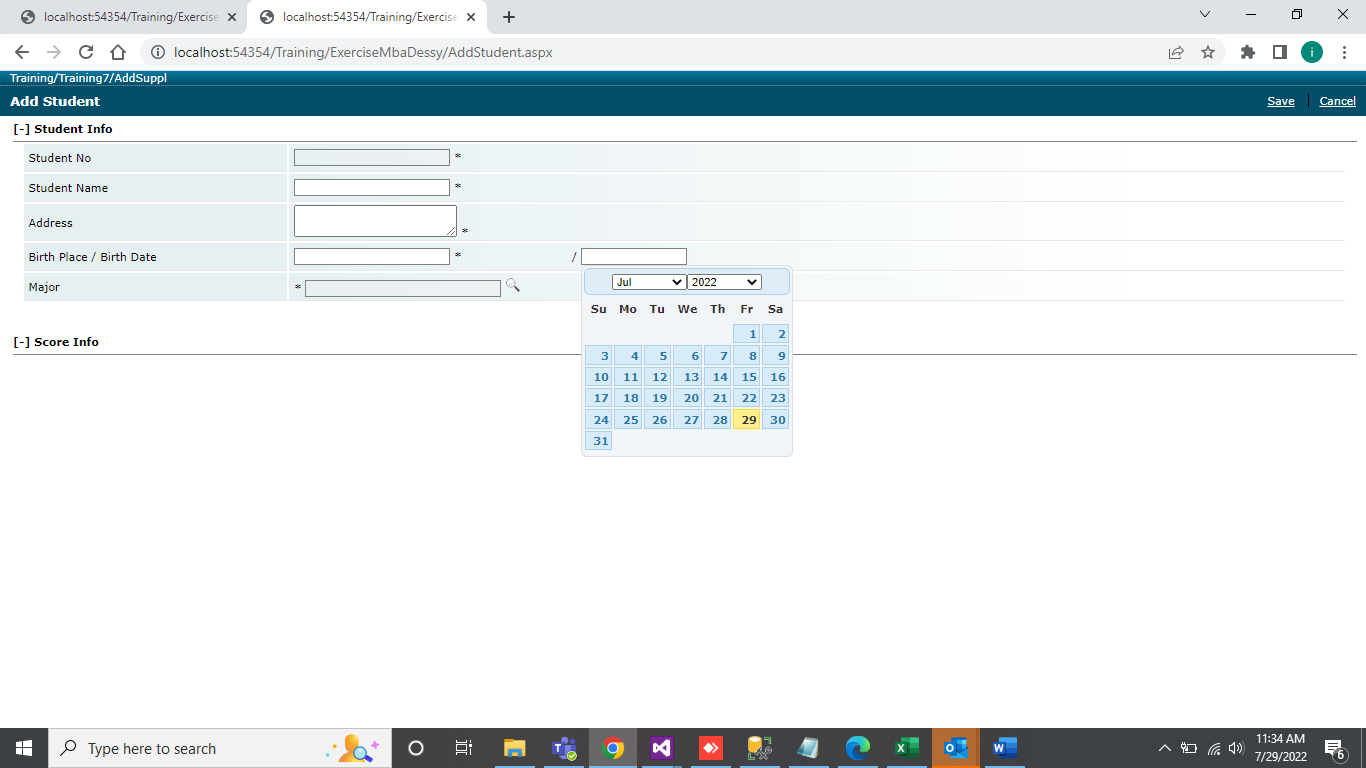 localhost:54354/Training/Exercise
localhost:54354/Training/Exercise
localhost:54354/Training/ExerciseMbaDessy/AddStudent.aspx
i
Training/Training7/AddSuppl
Add Student
Save
Cancel
[-] Student Info
Student No *
Student Name *
Address *
Birth Place / Birth Date * /
Major *
Jul 2022
Su Mo Tu We Th Fr Sa
1 2
3 4 5 6 7 8 9
10 11 12 13 14 15 16
17 18 19 20 21 22 23
24 25 26 27 28 29 30
31
[-] Score Info
Type here to search
11:34 AM
7/29/2022
6